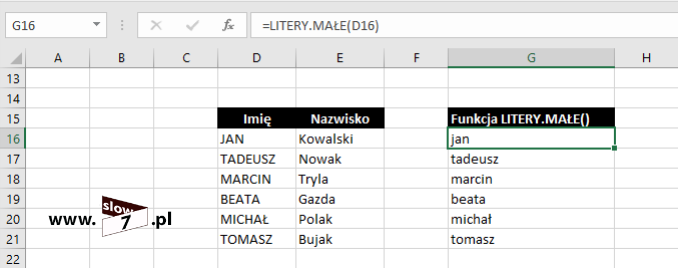 G16 fx =LITERY.MAŁE(D16)
A B C D E F G H
13
14
15 Imię Nazwisko Funkcja LITERY.MAŁE()
16 JAN Kowalski jan
17 TADEUSZ Nowak tadeusz
18 MARCIN Tryla marcin
19 BEATA Gazda beata
20 MICHAŁ Polak michał
21 TOMASZ Bujak tomasz
22
www.slow7.pl